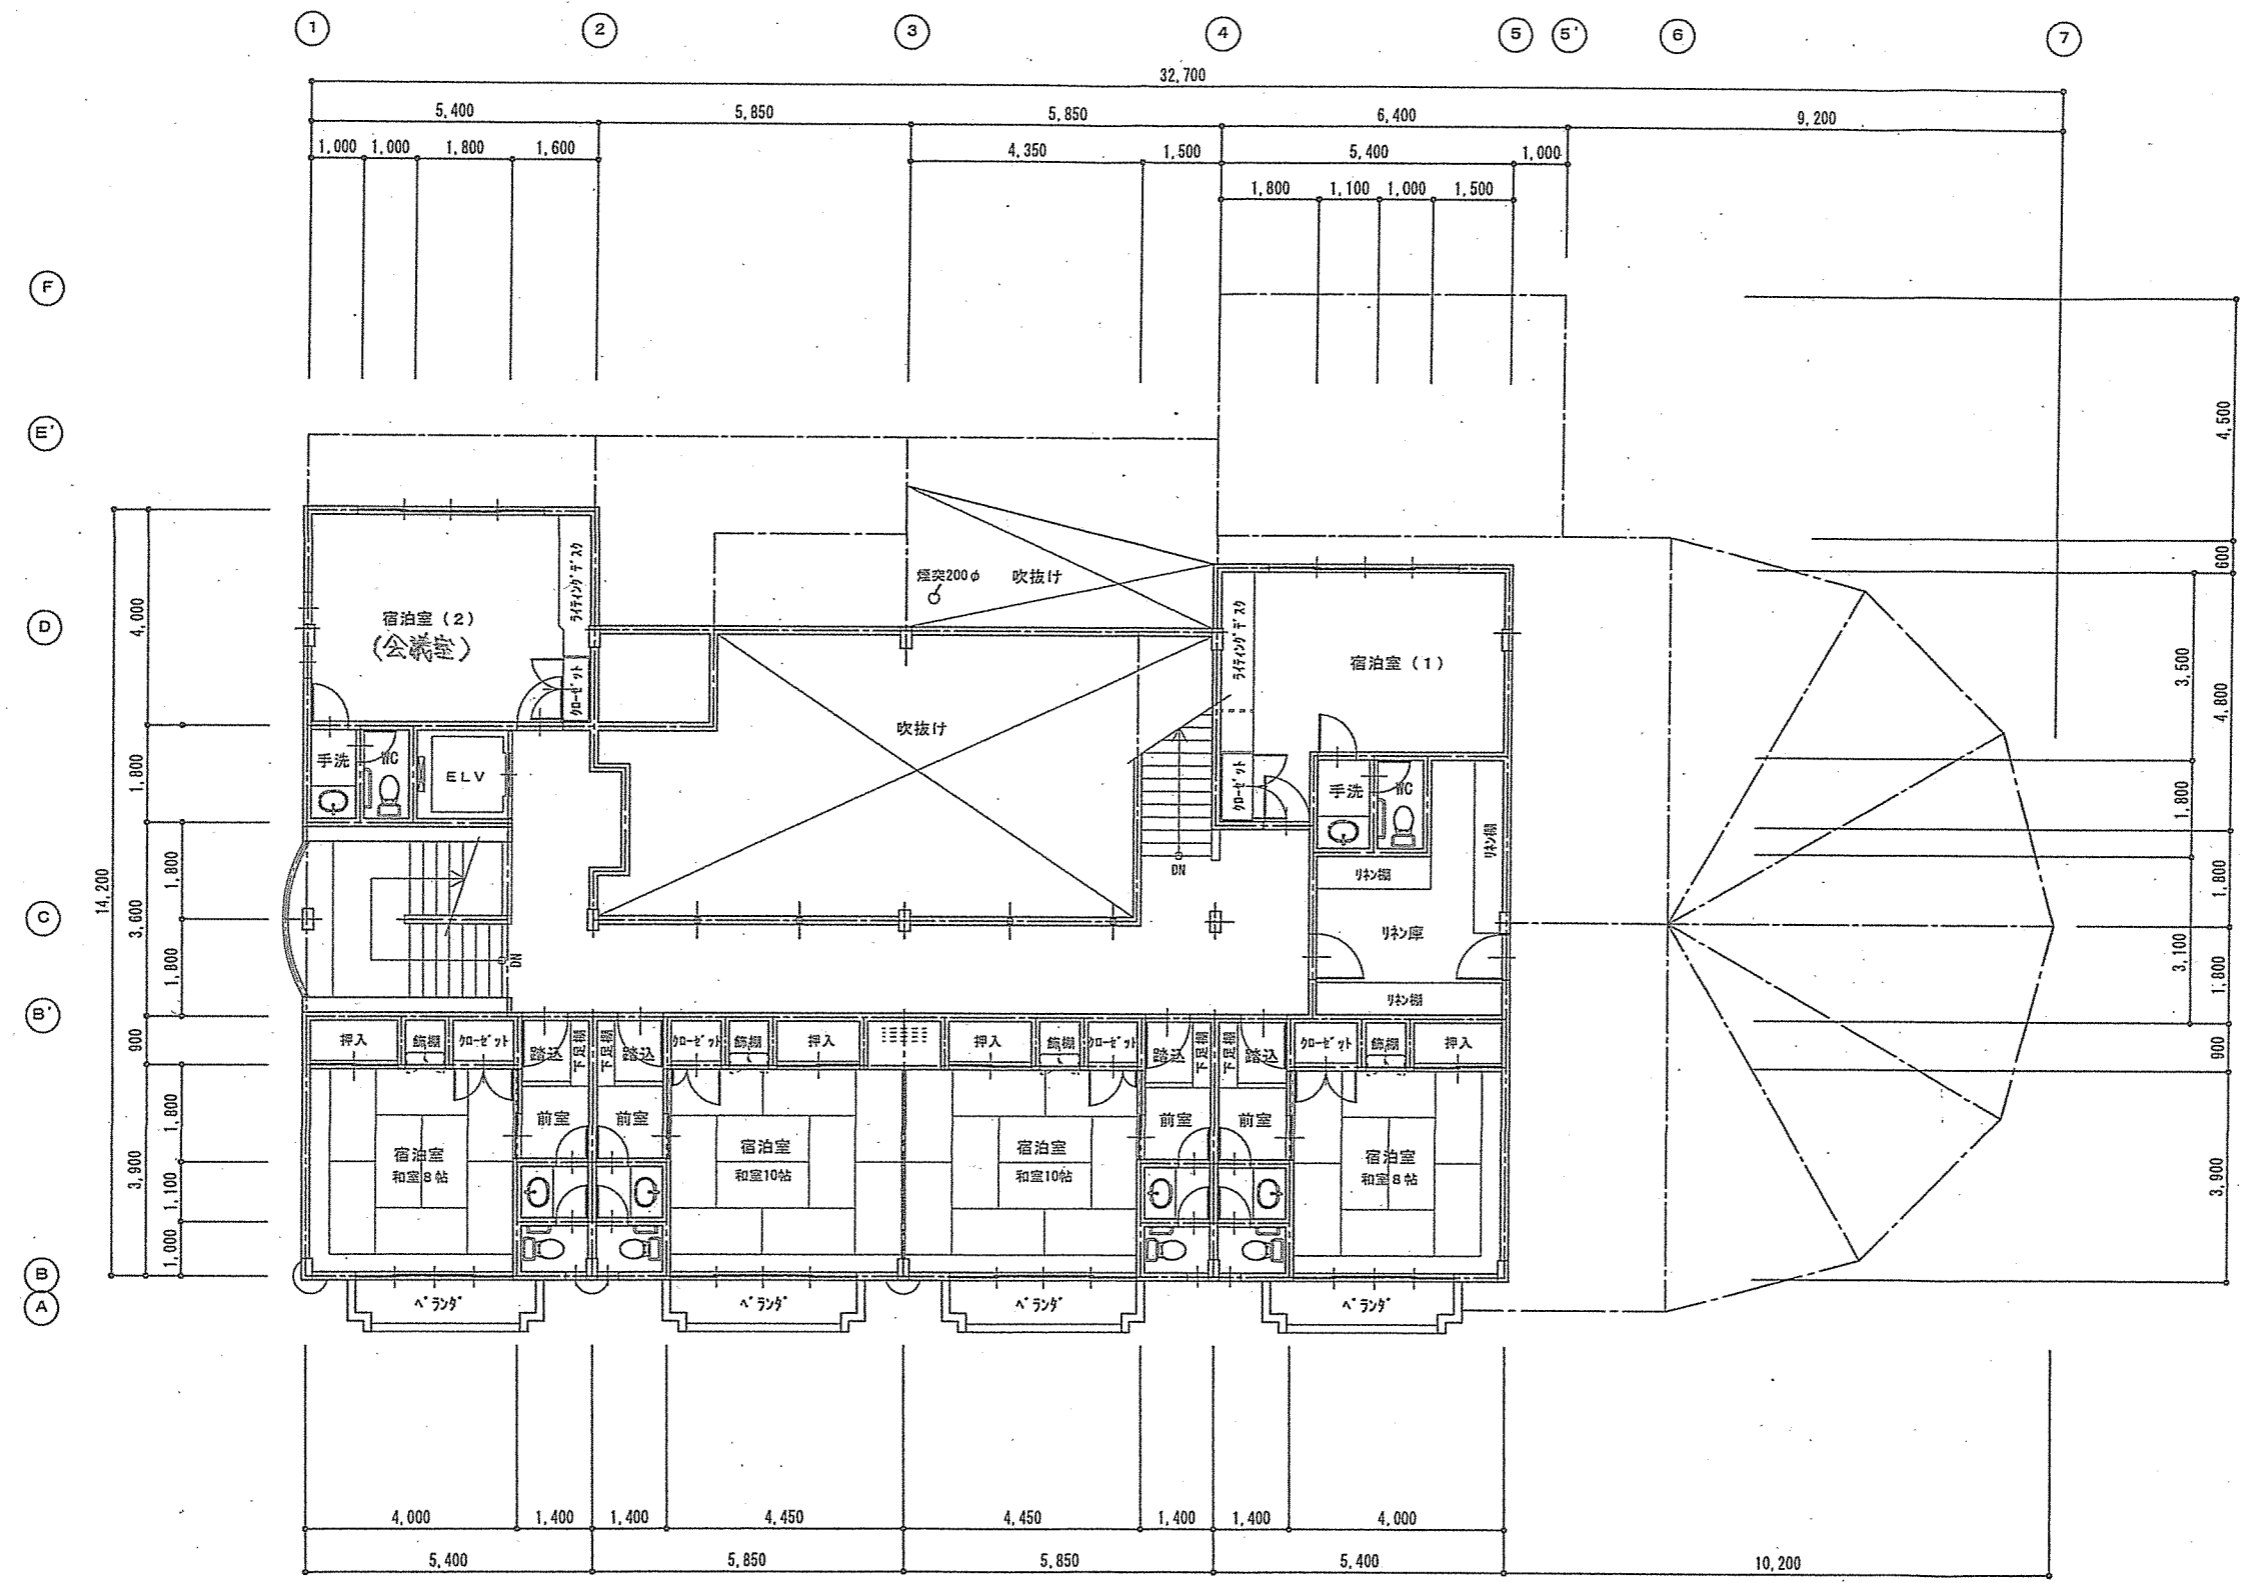 1 2 3 4 5 5' 6 7
32,700
5,400 5,850 5,850 6,400 9,200
1,000 1,000 1,800 1,600 4,350 1,500 5,400 1,000
1,800 1,100 1,000 1,500
F
E'
D
C
B'
B
A
14,200
4,000
1,800
3,600
900
3,900
1,800
1,800
1,800
1,100
1,000
4,500
600
4,800
1,800
1,800
900
3,900
3,500
1,800
3,100
宿泊室(2)
(会議室)
ライティングデスク
クローゼット
手洗
WC
ELV
DN
煙突200φ
吹抜け
吹抜け
DN
ライティングデスク
宿泊室(1)
クローゼット
手洗
WC
リネン棚
リネン棚
リネン庫
リネン棚
押入 飾棚 クローゼット 踏込 下足棚 下足棚 踏込 クローゼット 飾棚 押入 押入 飾棚 クローゼット 踏込 下足棚 下足棚 踏込 クローゼット 飾棚 押入
前室 前室 前室 前室
宿泊室
和室8帖
宿泊室
和室10帖
宿泊室
和室10帖
宿泊室
和室8帖
ベランダ ベランダ ベランダ ベランダ
4,000 1,400 1,400 4,450 4,450 1,400 1,400 4,000
5,400 5,850 5,850 5,400 10,200